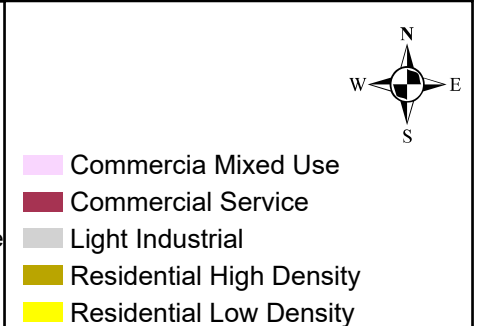 N
W E
S
Commercia Mixed Use
Commercial Service
e Light Industrial
Residential High Density
Residential Low Density